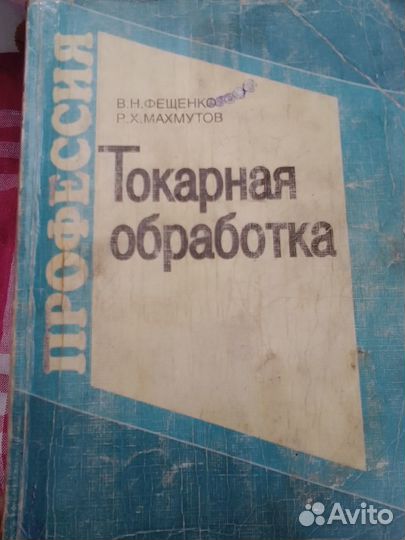 ПРОФЕССИЯ
В.Н.ФЕЩЕНКО
Р.Х.МАХМУТОВ
Токарная
обработка
Avito